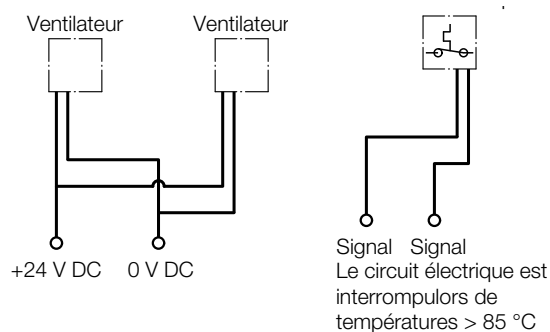 Ventilateur Ventilateur
+24 V DC 0 V DC
Signal Signal
Le circuit électrique est
interrompulors de
températures > 85 °C